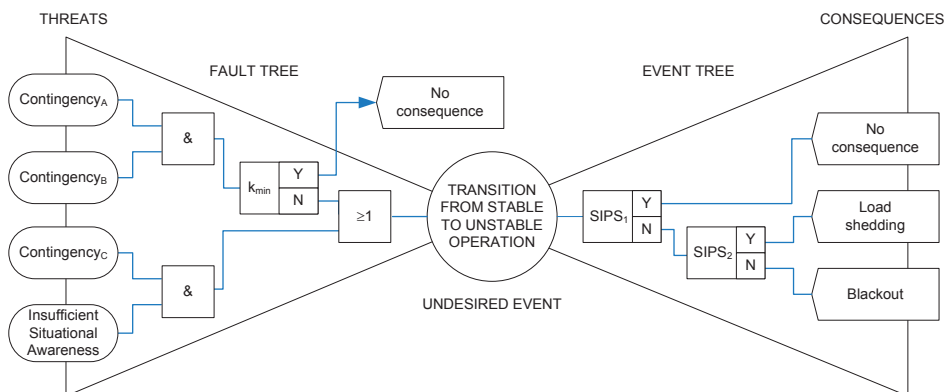 THREATS
CONSEQUENCES
FAULT TREE
EVENT TREE
Contingency_A
Contingency_B
Contingency_C
Insufficient
Situational
Awareness
&
&
k_min
Y
N
No
consequence
≥1
TRANSITION
FROM STABLE
TO UNSTABLE
OPERATION
UNDESIRED EVENT
SIPS_1
Y
N
SIPS_2
Y
N
No
consequence
Load
shedding
Blackout